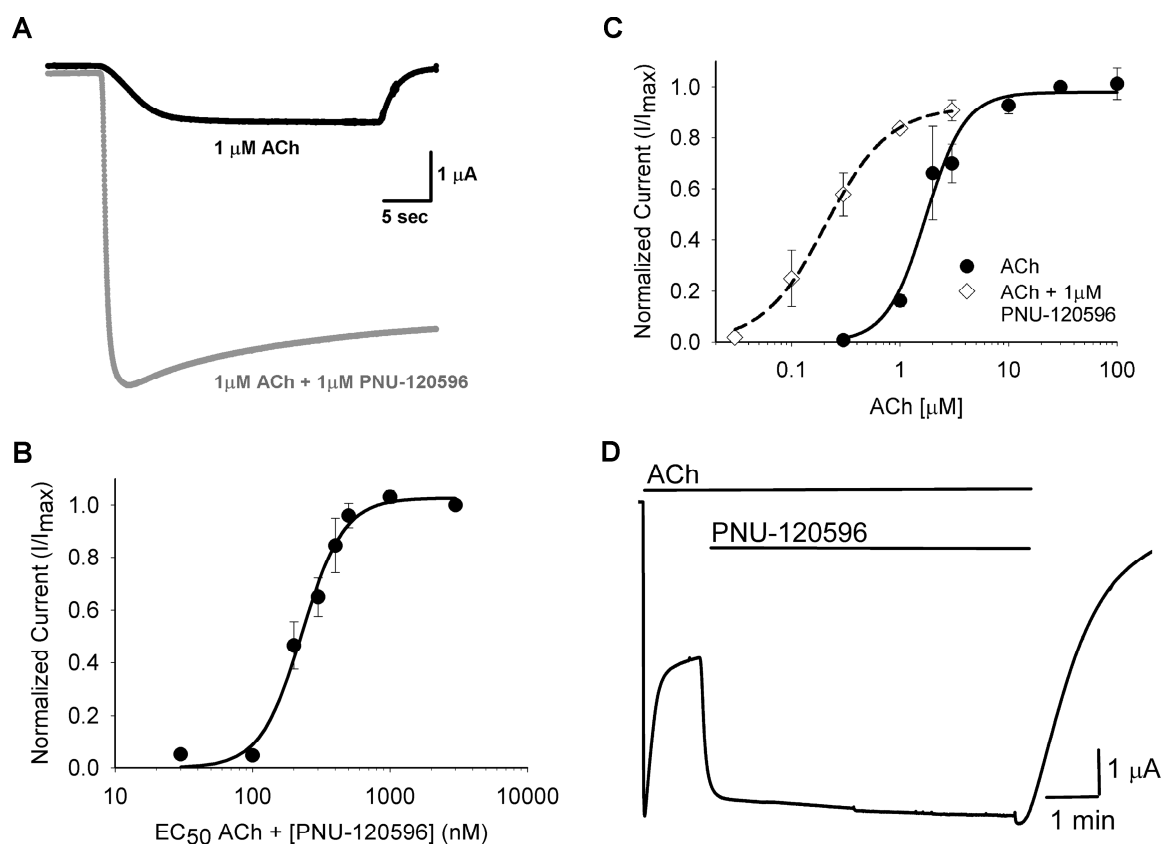 A
1 μM ACh
1 μA
5 sec
1μM ACh + 1μM PNU-120596
B
Normalized Current (I/Imax)
1.0
0.8
0.6
0.4
0.2
0.0
10
100
1000
10000
EC50 ACh + [PNU-120596] (nM)
C
Normalized Current (I/Imax)
1.0
0.8
0.6
0.4
0.2
0.0
ACh
ACh + 1μM
PNU-120596
0.1
1
10
100
ACh [μM]
D
ACh
PNU-120596
1 μA
1 min